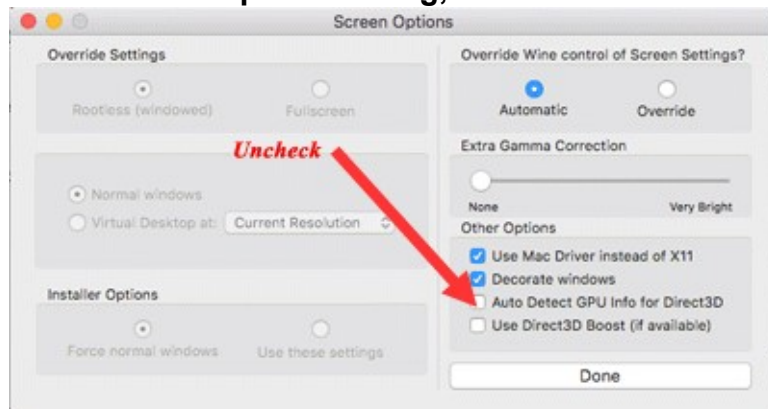 Screen Options
Override Settings
Rootless (windowed) Fullscreen
Uncheck
Normal windows
Virtual Desktop at: Current Resolution
Installer Options
Force normal windows Use these settings
Override Wine control of Screen Settings?
Automatic Override
Extra Gamma Correction
None Very Bright
Other Options
Use Mac Driver instead of X11
Decorate windows
Auto Detect GPU Info for Direct3D
Use Direct3D Boost (if available)
Done